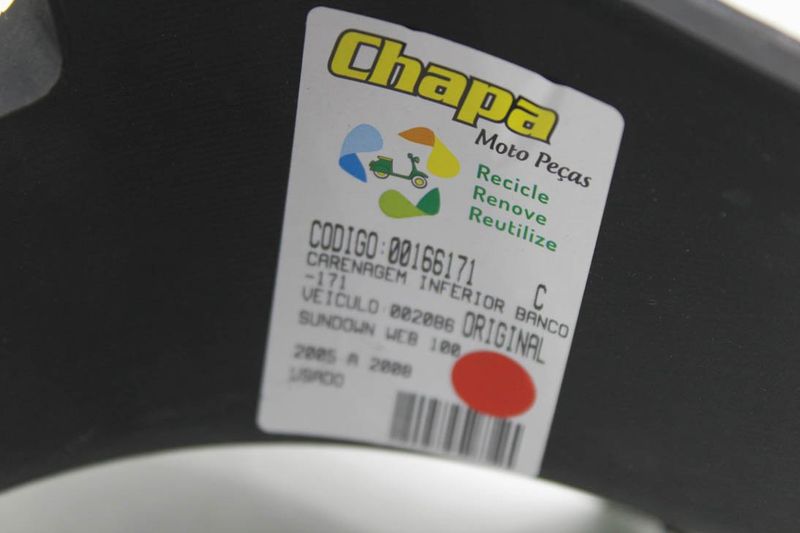 Chapa
Moto Peças
Recicle
Renove
Reutilize
CODIGO:00166171 C
CARENAGEM INFERIOR BANCO
-171
VEICULO:002086 ORIGINAL
SUNDOWN WEB 100
2005 A 2008
USADO